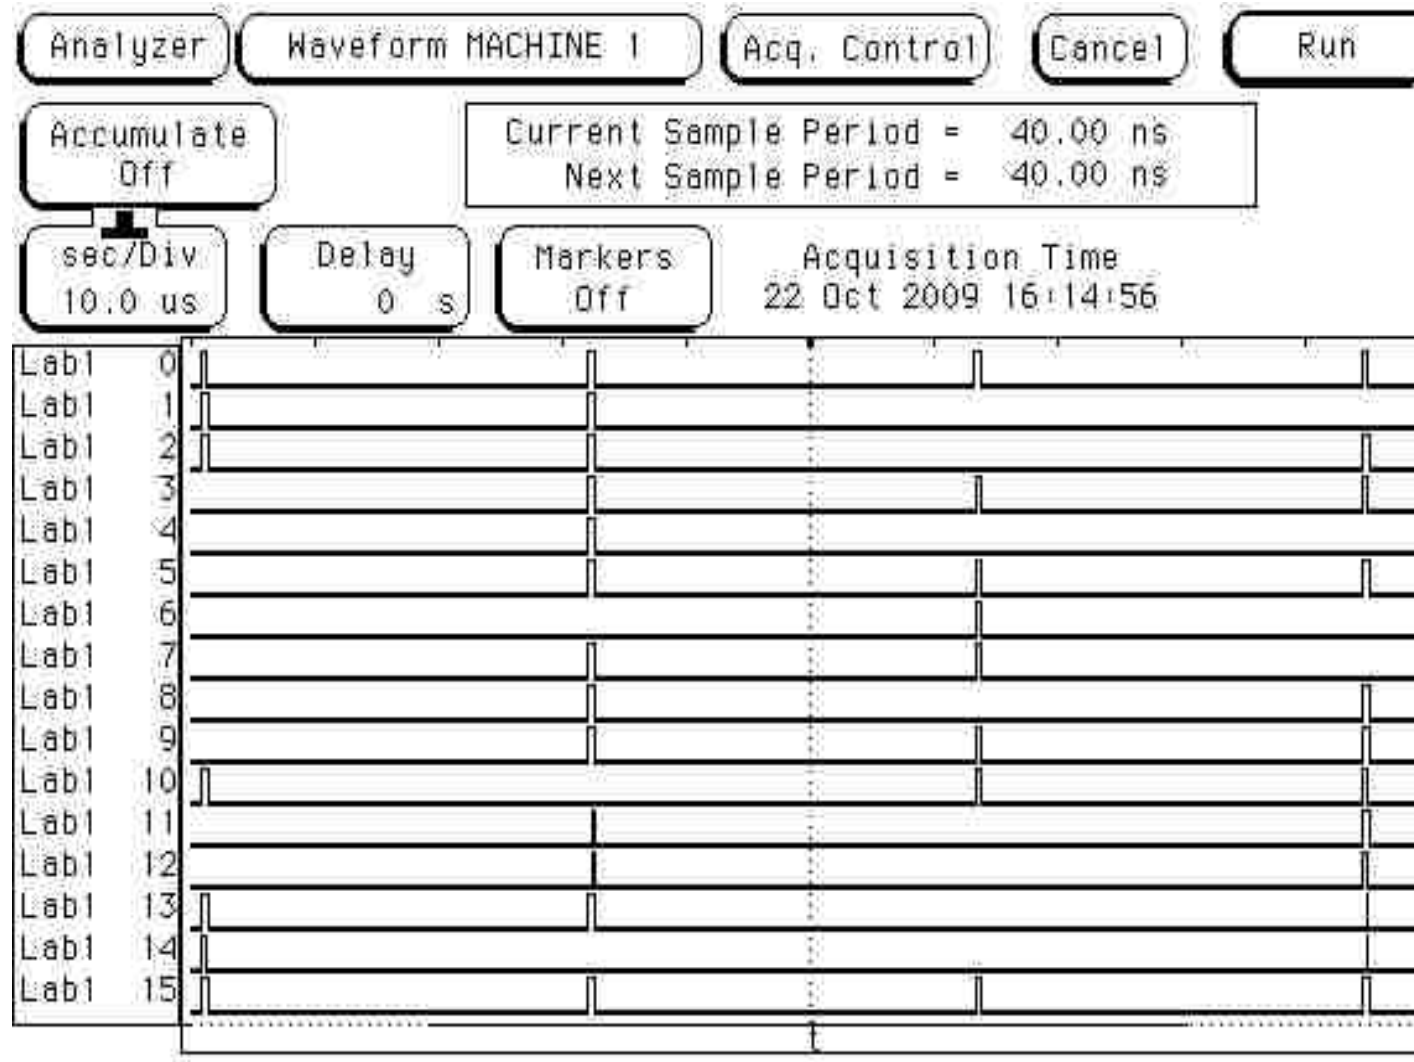 Analyzer Waveform MACHINE 1 Acq. Control Cancel Run
Accumulate
Off
Current Sample Period = 40.00 ns
Next Sample Period = 40.00 ns
sec/Div
10.0 us
Delay
0 s
Markers
Off
Acquisition Time
22 Oct 2009 16:14:56
Lab1 0
Lab1 1
Lab1 2
Lab1 3
Lab1 4
Lab1 5
Lab1 6
Lab1 7
Lab1 8
Lab1 9
Lab1 10
Lab1 11
Lab1 12
Lab1 13
Lab1 14
Lab1 15